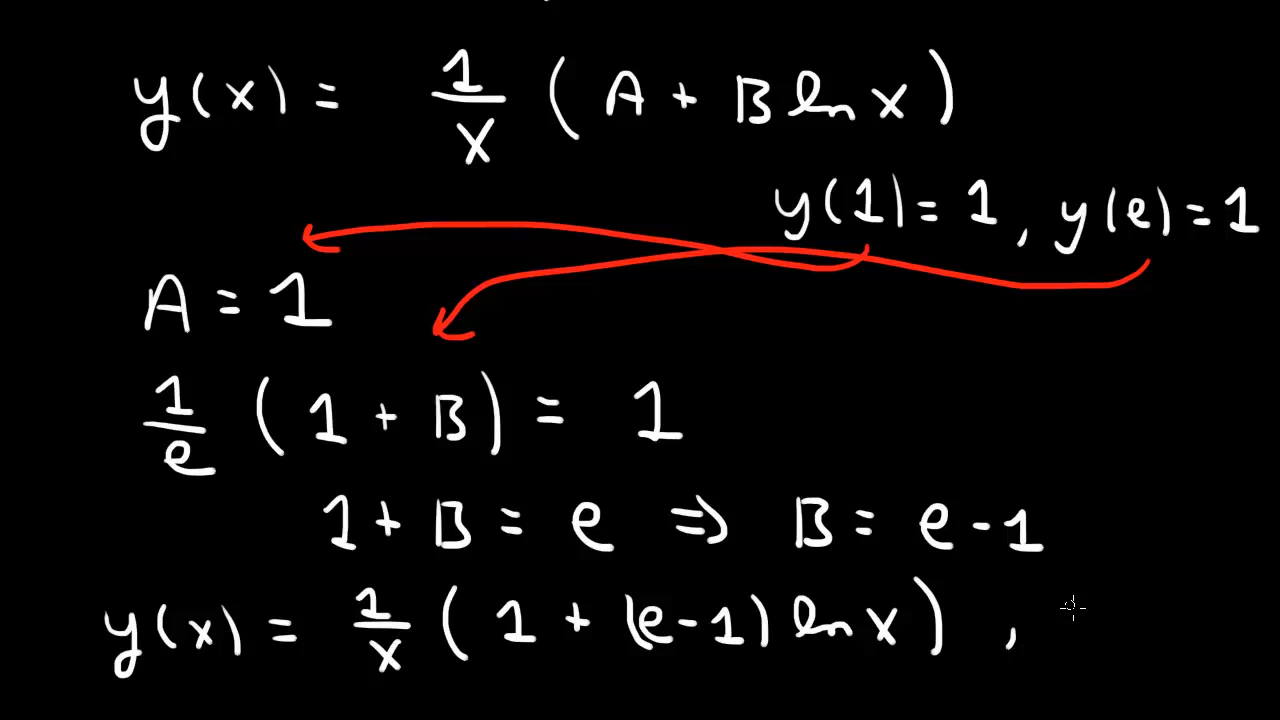 y(x) = 1/x (A + B ln x)
y(1) = 1, y(e) = 1
A = 1
1/e (1 + B) = 1
1 + B = e ⇒ B = e - 1
y(x) = 1/x (1 + (e - 1) ln x) ,